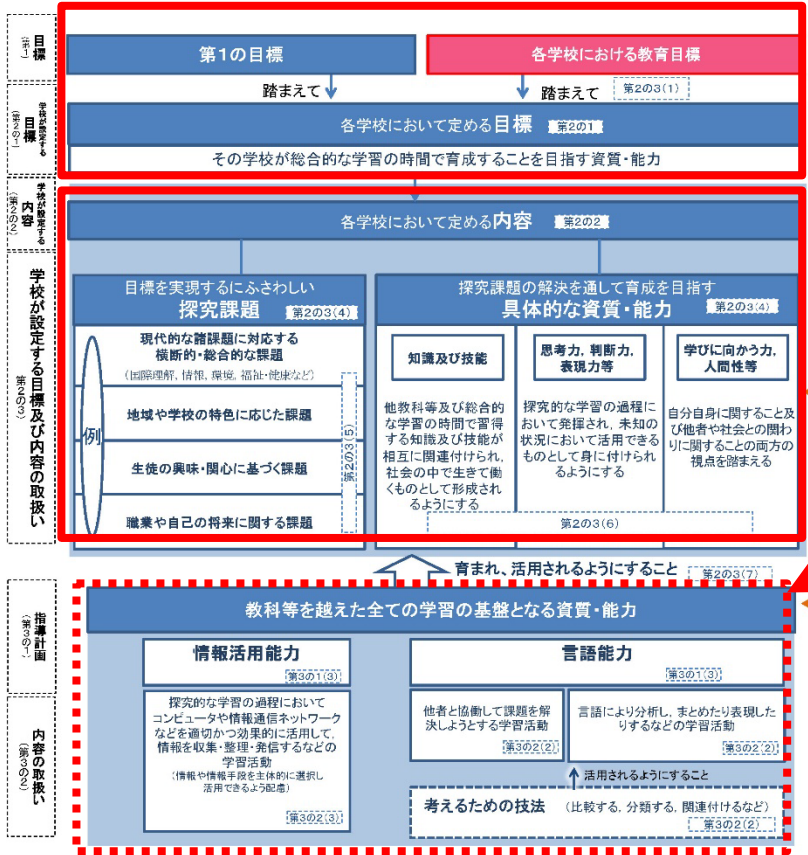 目標
(第1)
第1の目標
各学校における教育目標
踏まえて
踏まえて
第2の3(1)
学校が設定する
目標
(第2の1)
各学校において定める目標 第2の1
その学校が総合的な学習の時間で育成することを目指す資質・能力
学校が設定する
内容
(第2の2)
各学校において定める内容 第2の2
学校が設定する目標及び内容の取扱い
第2の3
目標を実現するにふさわしい
探究課題 第2の3(4)
例
現代的な諸課題に対応する
横断的・総合的な課題
(国際理解, 情報, 環境, 福祉・健康など)
地域や学校の特色に応じた課題
生徒の興味・関心に基づく課題
職業や自己の将来に関する課題
第2の3(5)
探究課題の解決を通して育成を目指す
具体的な資質・能力 第2の3(4)
知識及び技能
他教科等及び総合的
な学習の時間で習得
する知識及び技能が
相互に関連付けられ,
社会の中で生きて働
くものとして形成され
るようにする
思考力, 判断力,
表現力等
探究的な学習の過程に
おいて発揮され, 未知の
状況において活用できる
ものとして身に付けられ
るようにする
学びに向かう力,
人間性等
自分自身に関すること及
び他者や社会との関わ
りに関することの両方の
視点を踏まえる
第2の3(6)
育まれ、活用されるようにすること 第2の3(7)
指導計画
(第3の1)
教科等を越えた全ての学習の基盤となる資質・能力
情報活用能力
第3の1(3)
言語能力
第3の1(3)
内容の取扱い
(第3の2)
探究的な学習の過程において
コンピュータや情報通信ネットワーク
などを適切かつ効果的に活用して,
情報を収集・整理・発信するなどの
学習活動
(情報や情報手段を主体的に選択し
活用できるよう配慮)
第3の2(3)
他者と協働して課題を解
決しようとする学習活動
第3の2(2)
言語により分析し, まとめたり表現した
りするなどの学習活動
第3の2(2)
活用されるようにすること
考えるための技法 (比較する, 分類する, 関連付けるなど)
第3の2(2)